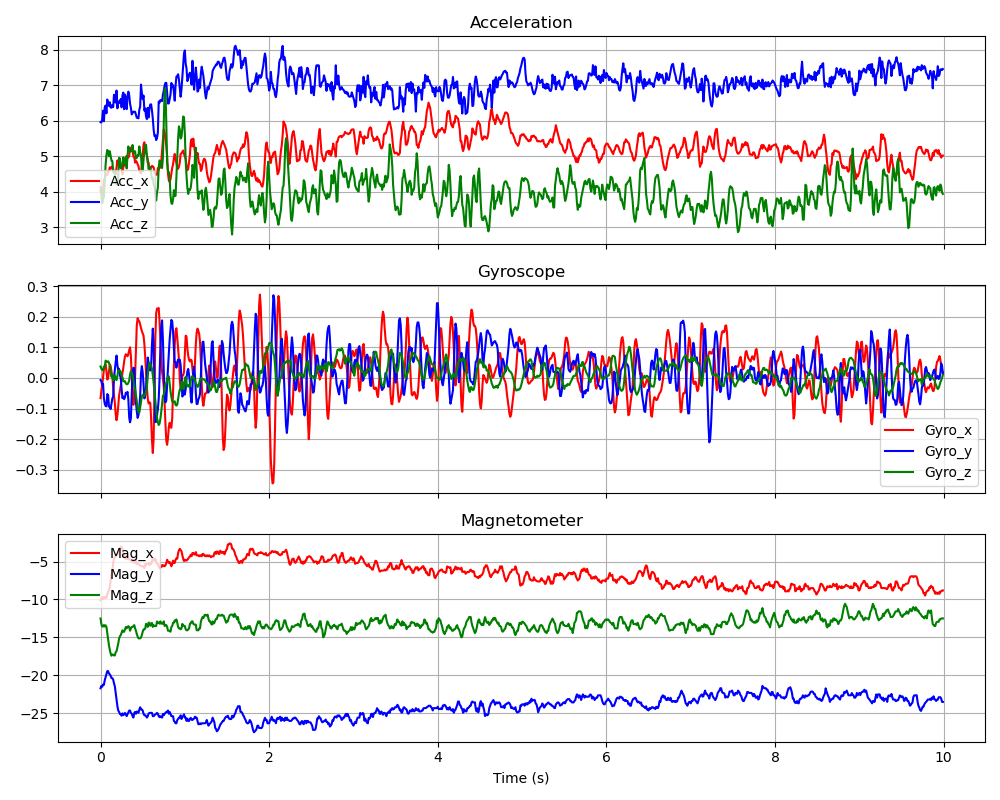 Acceleration
8
7
6
5
4
3
Acc_x
Acc_y
Acc_z
Gyroscope
0.3
0.2
0.1
0.0
−0.1
−0.2
−0.3
Gyro_x
Gyro_y
Gyro_z
Magnetometer
−5
−10
−15
−20
−25
Mag_x
Mag_y
Mag_z
0 2 4 6 8 10
Time (s)